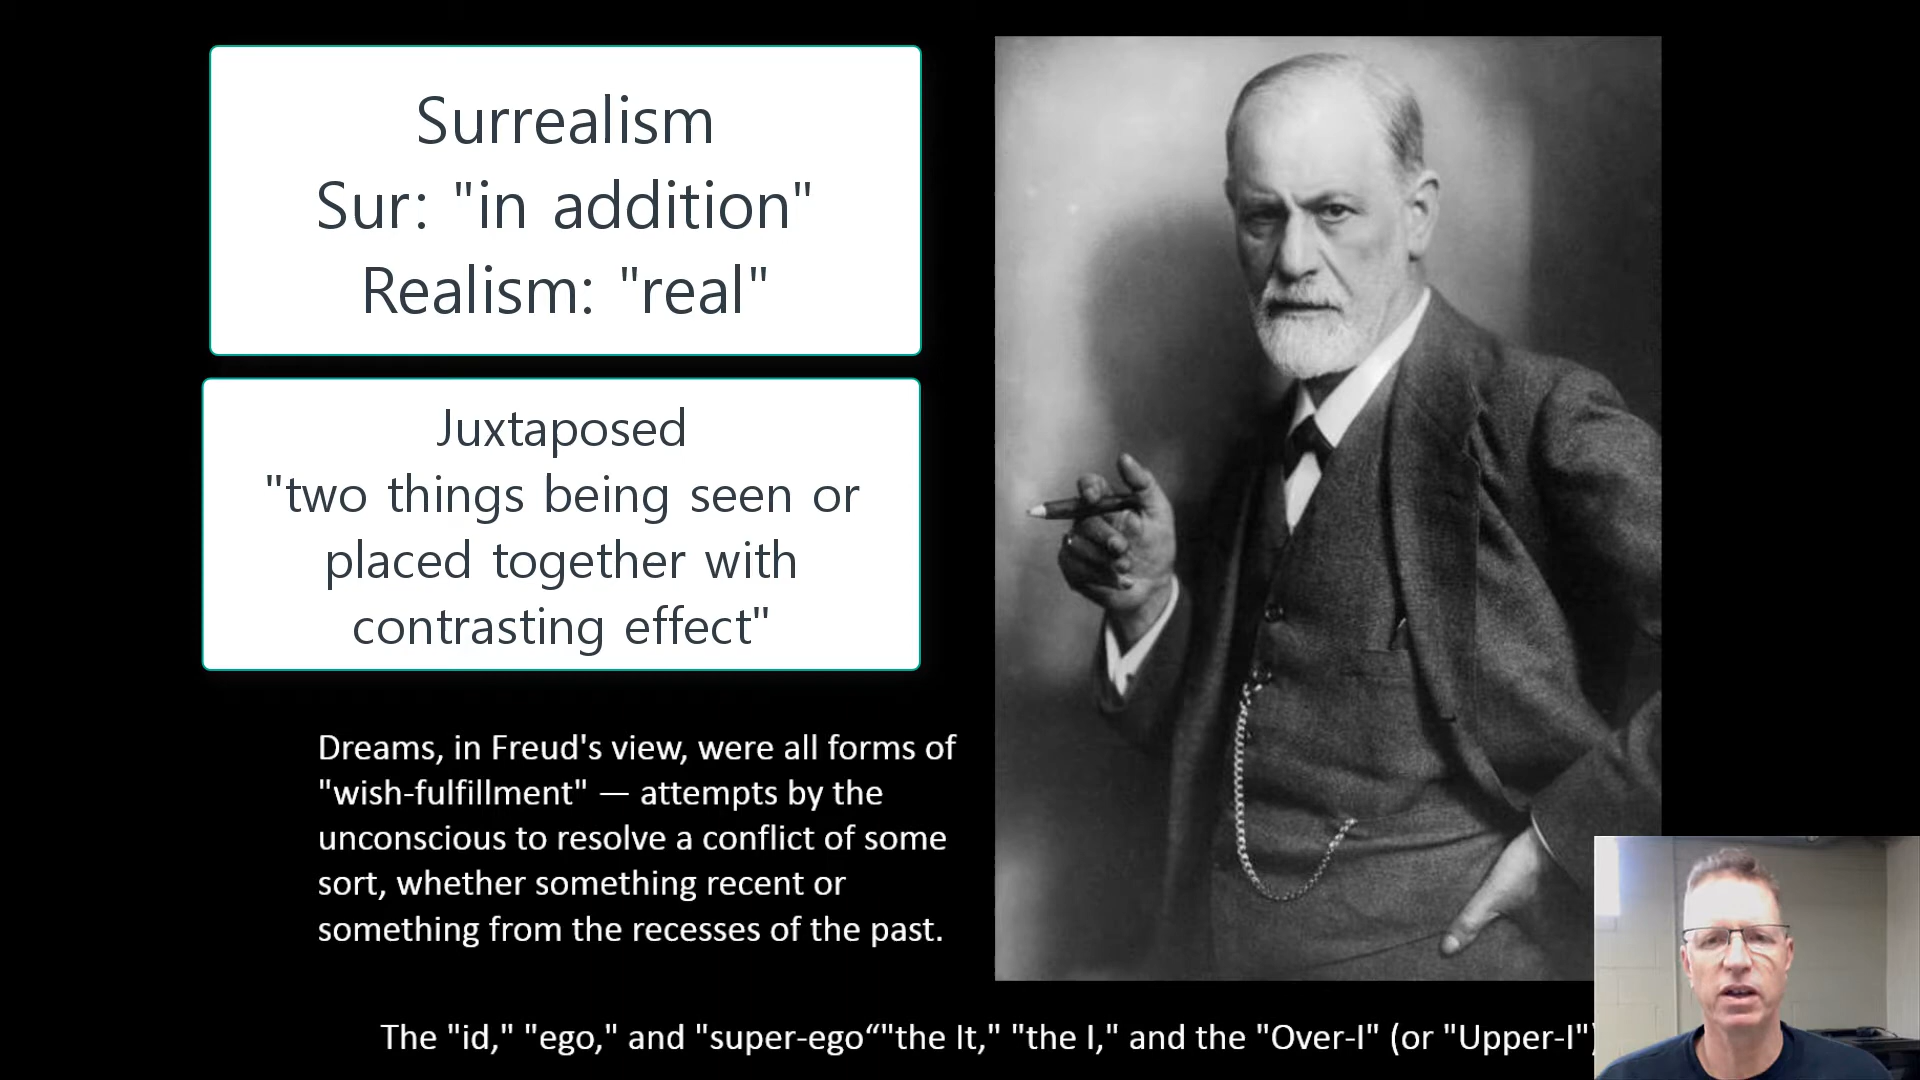 Surrealism
Sur: "in addition"
Realism: "real"
Juxtaposed
"two things being seen or
placed together with
contrasting effect"
Dreams, in Freud's view, were all forms of
"wish-fulfillment" — attempts by the
unconscious to resolve a conflict of some
sort, whether something recent or
something from the recesses of the past.
The "id," "ego," and "super-ego“"the It," "the I," and the "Over-I" (or "Upper-I")